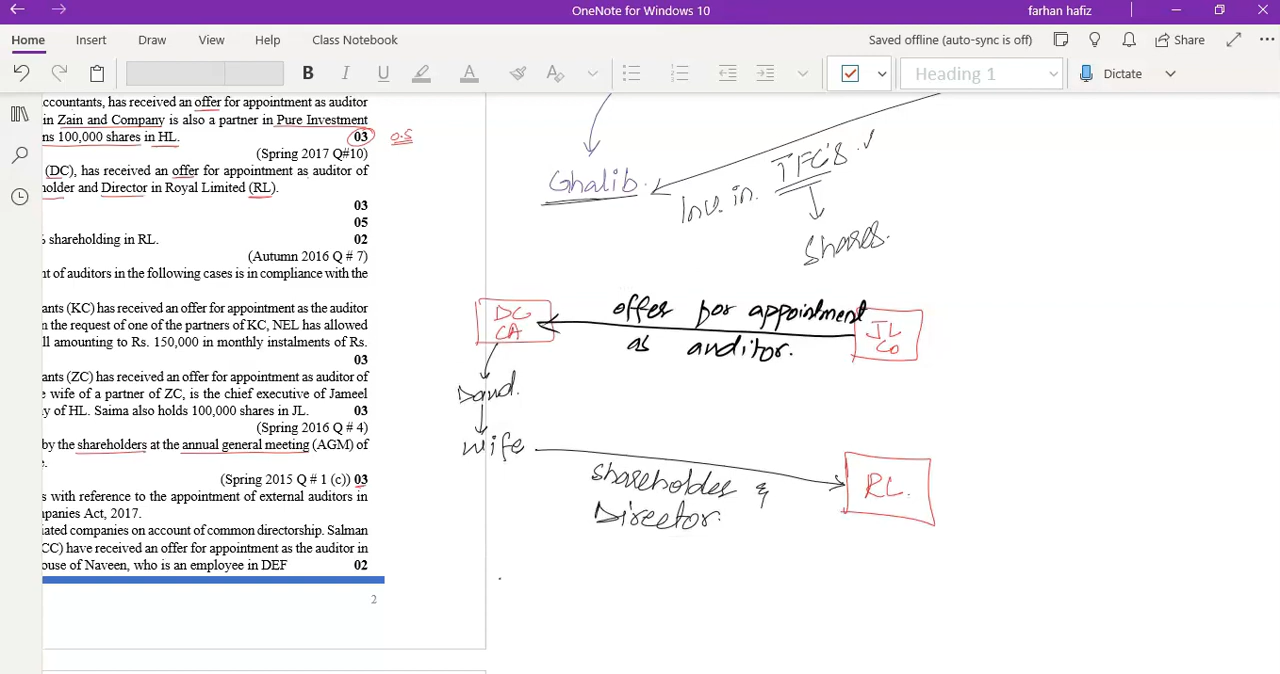 OneNote for Windows 10
farhan hafiz
Home Insert Draw View Help Class Notebook
Saved offline (auto-sync is off)
Share
B I U A
Heading 1
Dictate
ccountants, has received an offer for appointment as auditor
in Zain and Company is also a partner in Pure Investment
ns 100,000 shares in HL. 03 0.5
(Spring 2017 Q#10)
(DC), has received an offer for appointment as auditor of
holder and Director in Royal Limited (RL).
03
05
% shareholding in RL. 02
(Autumn 2016 Q # 7)
nt of auditors in the following cases is in compliance with the
ants (KC) has received an offer for appointment as the auditor
n the request of one of the partners of KC, NEL has allowed
ll amounting to Rs. 150,000 in monthly instalments of Rs.
03
ants (ZC) has received an offer for appointment as auditor of
e wife of a partner of ZC, is the chief executive of Jameel
y of HL. Saima also holds 100,000 shares in JL. 03
(Spring 2016 Q # 4)
by the shareholders at the annual general meeting (AGM) of
e.
(Spring 2015 Q # 1 (c)) 03
s with reference to the appointment of external auditors in
panies Act, 2017.
iated companies on account of common directorship. Salman
CC) have received an offer for appointment as the auditor in
ouse of Naveen, who is an employee in DEF 02
2
Ghalib.
Inv. in. TFC's
Shares.
DC
CA
offer for appointment
as auditor.
JL
CO
Daud.
wife
Shareholder &
Director.
RL.